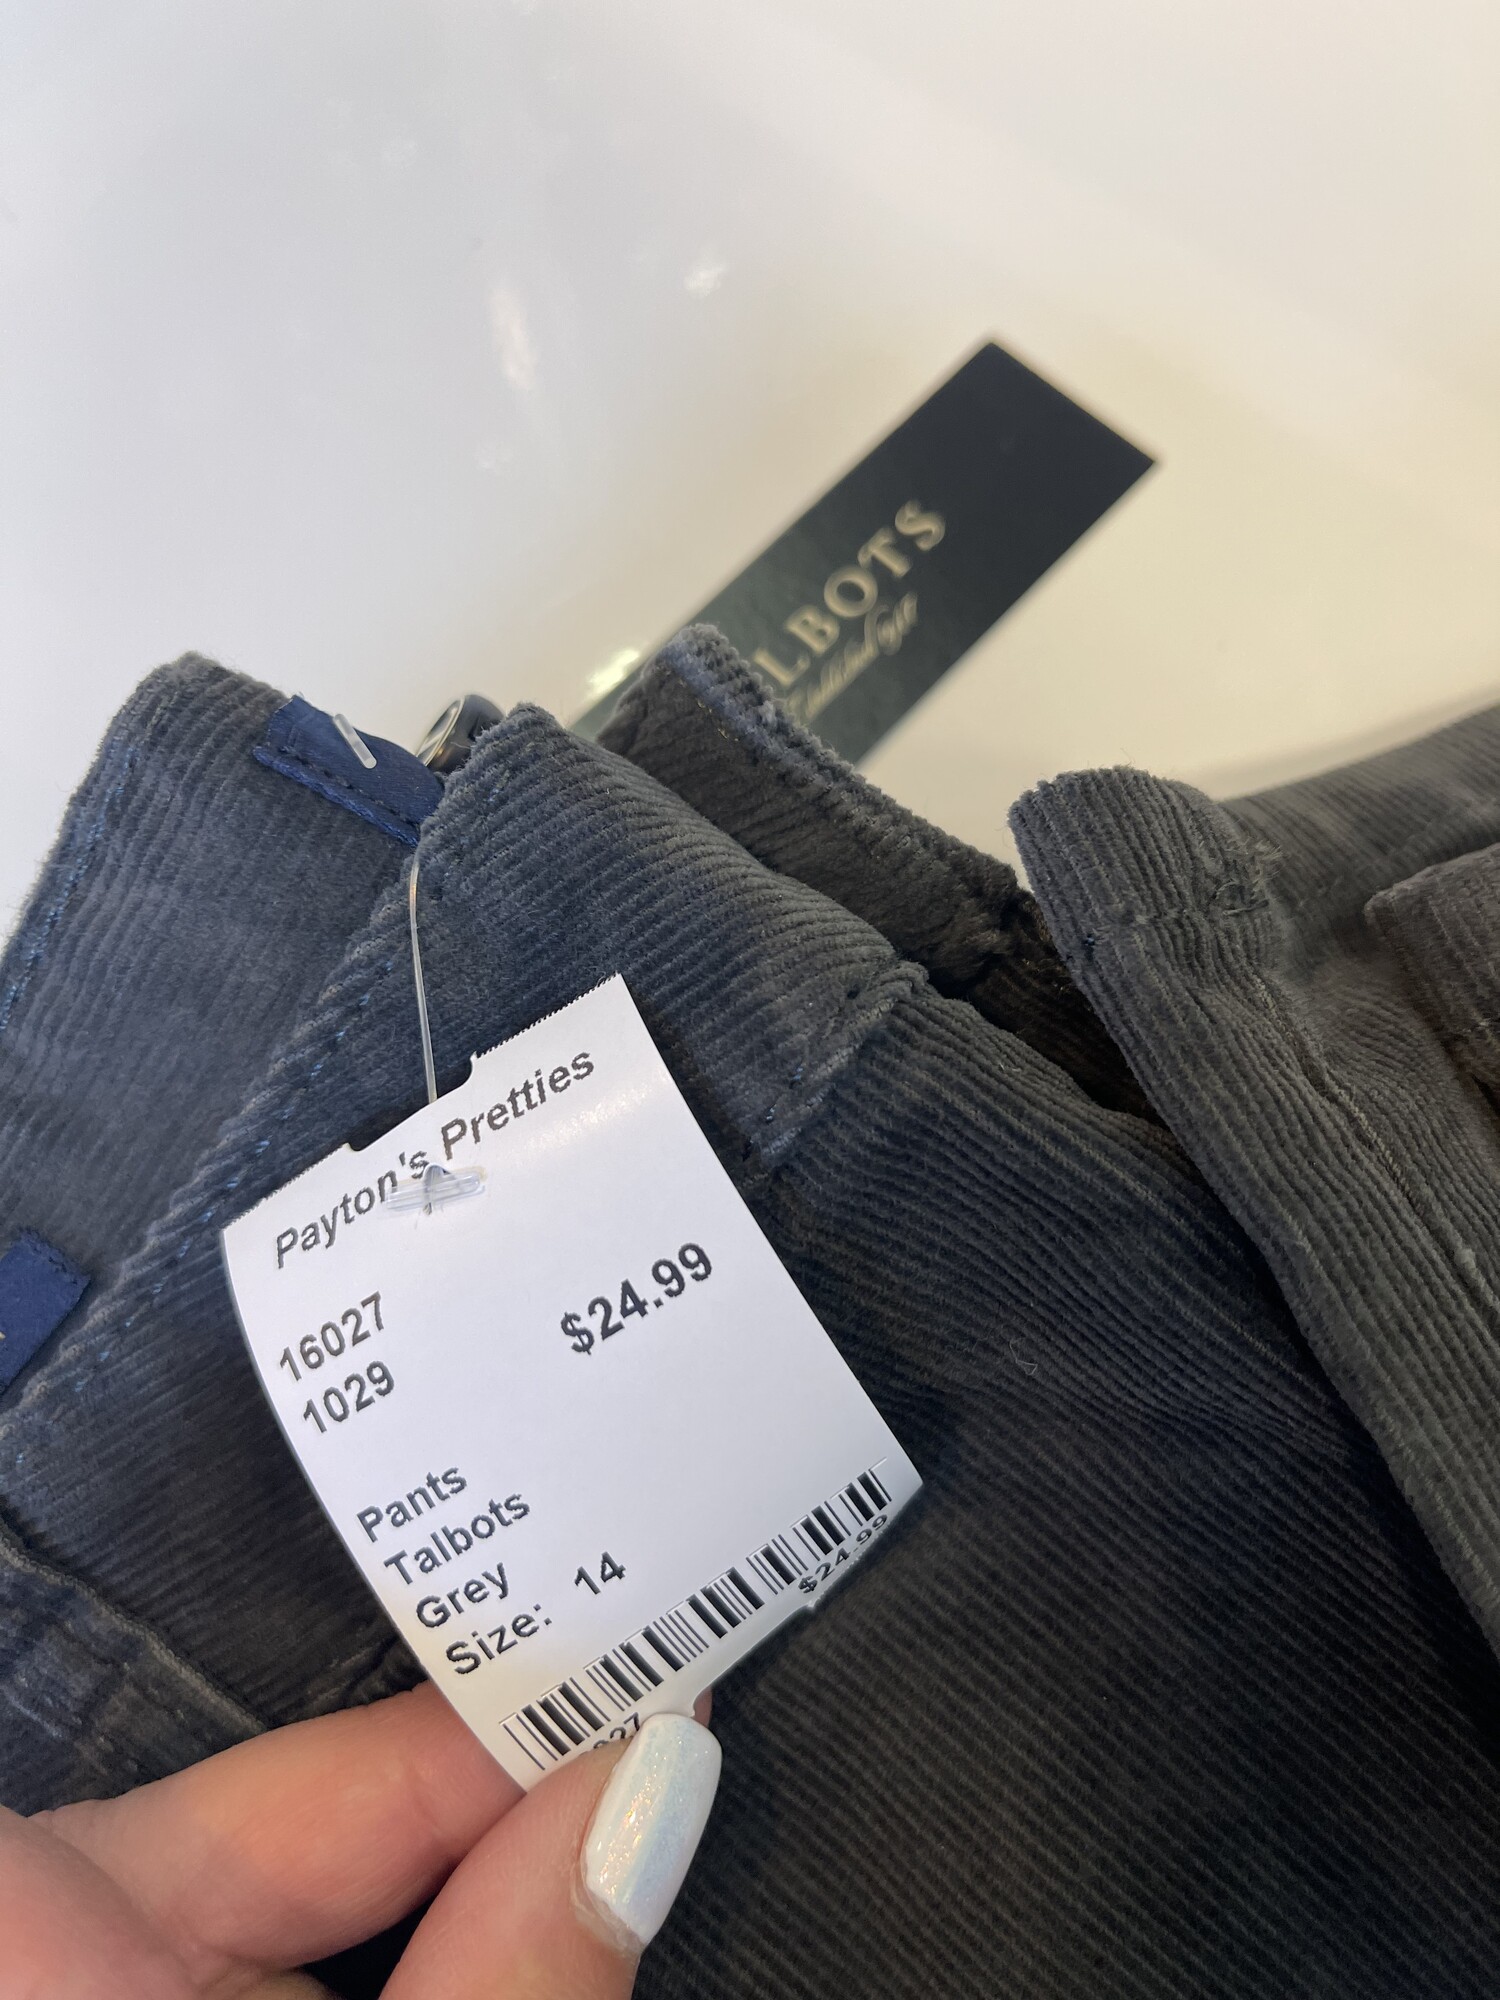 LBOTS
Payton's Pretties
16027 $24.99
1029
Pants
Talbots
Grey
Size: 14
$24.99